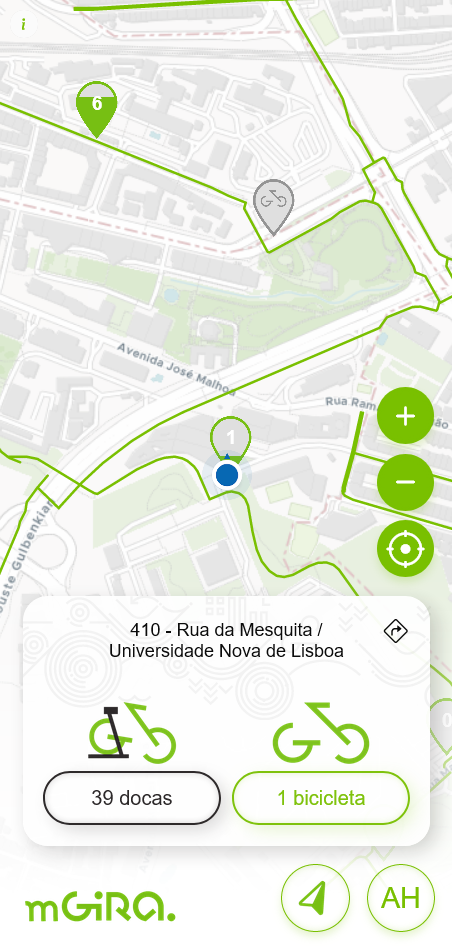 i
6
Avenida José Malhoa
Rua Ram
ão
1
ouste Gulbenkian
410 - Rua da Mesquita /
Universidade Nova de Lisboa
0
39 docas
1 bicicleta
mGIRA.
AH